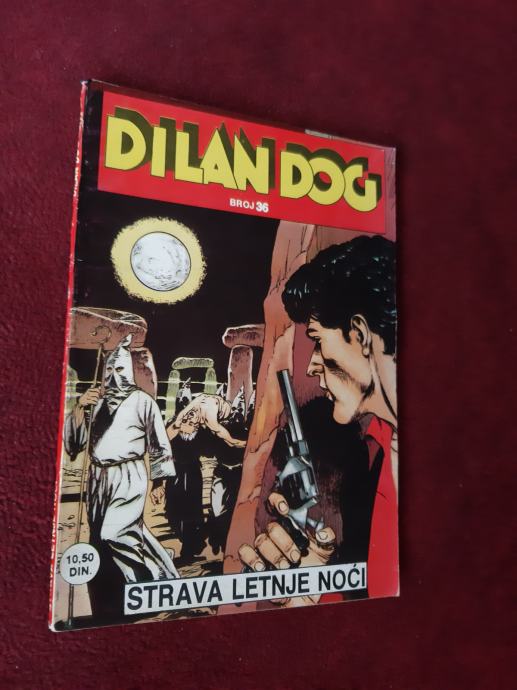 DILAN DOG
BROJ 36
10,50
DIN.
STRAVA LETNJE NOĆI